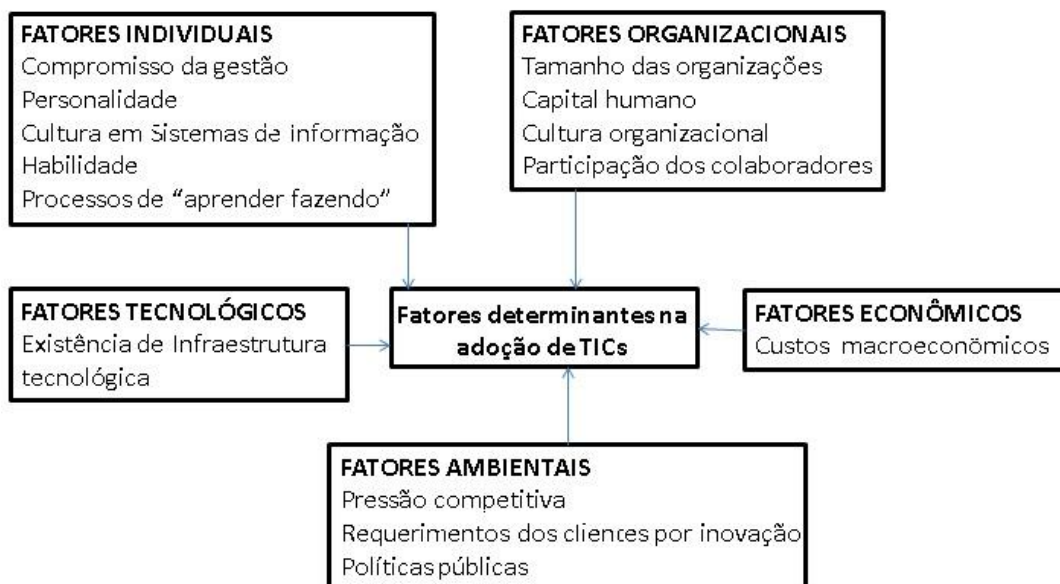 FATORES INDIVIDUAIS
Compromisso da gestão
Personalidade
Cultura em Sistemas de Informação
Habilidade
Processos de “aprender fazendo”
FATORES ORGANIZACIONAIS
Tamanho das organizações
Capital humano
Cultura organizacional
Participação dos colaboradores
FATORES TECNOLÓGICOS
Existência de Infraestrutura
tecnológica
Fatores determinantes na
adoção de TICs
FATORES ECONÔMICOS
Custos macroeconômicos
FATORES AMBIENTAIS
Pressão competitiva
Requerimentos dos clientes por inovação
Políticas públicas